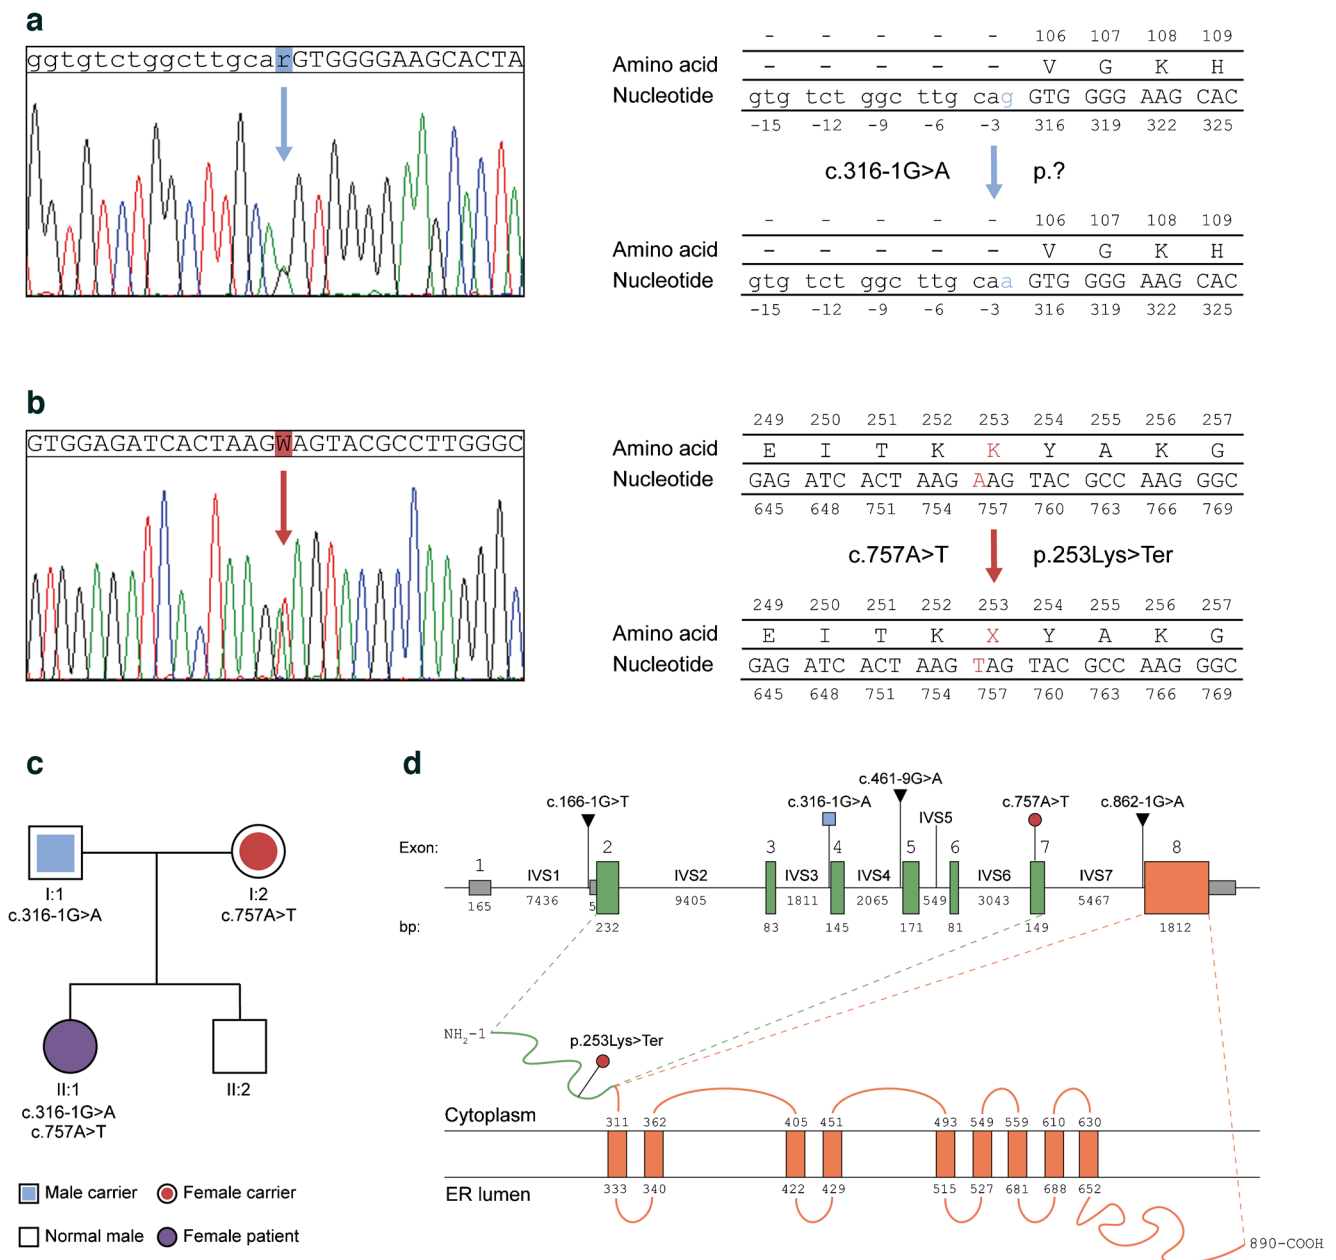 a
ggtgtctggcttgcarGTGGGGAAGCACTA
- - - - - 106 107 108 109
Amino acid - - - - - V G K H
Nucleotide gtg tct ggc ttg cag GTG GGG AAG CAC
-15 -12 -9 -6 -3 316 319 322 325
c.316-1G>A p.?
- - - - - 106 107 108 109
Amino acid - - - - - V G K H
Nucleotide gtg tct ggc ttg caa GTG GGG AAG CAC
-15 -12 -9 -6 -3 316 319 322 325
b
GTGGAGATCACTAAGWAGTACGCCTTGGGC
249 250 251 252 253 254 255 256 257
Amino acid E I T K K Y A K G
Nucleotide GAG ATC ACT AAG AAG TAC GCC AAG GGC
645 648 751 754 757 760 763 766 769
c.757A>T p.253Lys>Ter
249 250 251 252 253 254 255 256 257
Amino acid E I T K X Y A K G
Nucleotide GAG ATC ACT AAG TAG TAC GCC AAG GGC
645 648 751 754 757 760 763 766 769
c
I:1 I:2
c.316-1G>A c.757A>T
II:1 II:2
c.316-1G>A
c.757A>T
Male carrier Female carrier
Normal male Female patient
d
c.461-9G>A
c.166-1G>T c.316-1G>A c.757A>T c.862-1G>A
IVS5
Exon: 1 2 3 4 5 6 7 8
IVS1 IVS2 IVS3 IVS4 IVS6 IVS7
165 7436 5 9405 1811 2065 549 3043 5467
bp: 232 83 145 171 81 149 1812
NH2-1
p.253Lys>Ter
Cytoplasm
311 362 405 451 493 549 559 610 630
ER lumen
333 340 422 429 515 527 681 688 652
890-COOH